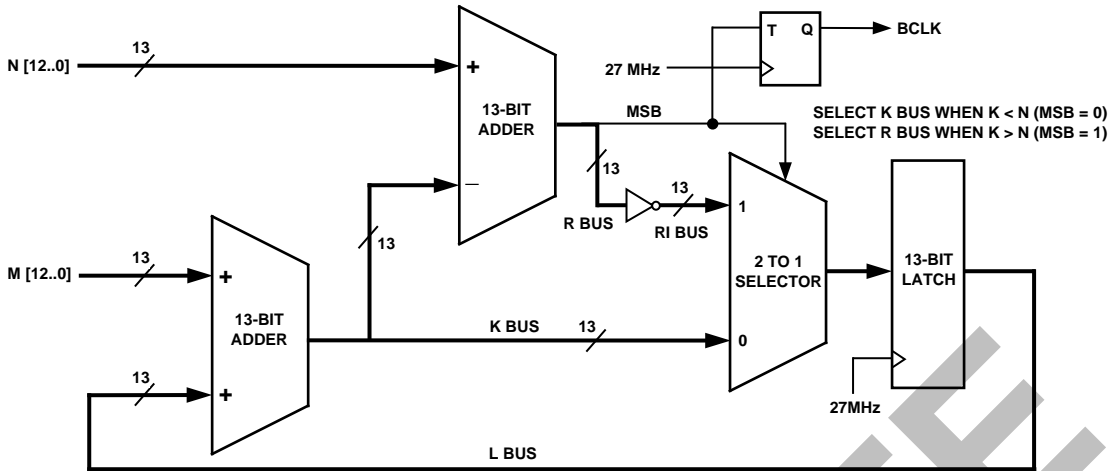 N [12..0]
13
+
13-BIT
ADDER
–
T
Q
BCLK
27 MHz
MSB
SELECT K BUS WHEN K < N (MSB = 0)
SELECT R BUS WHEN K > N (MSB = 1)
13
R BUS
13
RI BUS
1
2 TO 1
SELECTOR
0
13-BIT
LATCH
27MHz
M [12..0]
13
+
13-BIT
ADDER
13
K BUS
13
13
+
L BUS